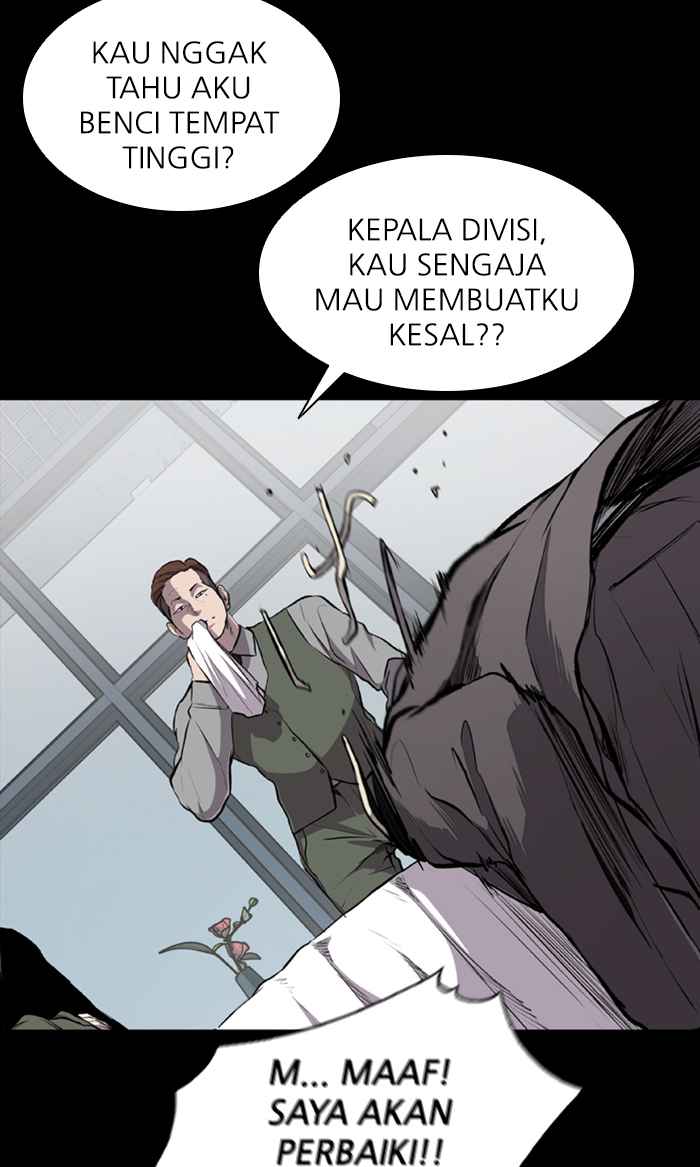 KAU NGGAK
TAHU AKU
BENCI TEMPAT
TINGGI?
KEPALA DIVISI,
KAU SENGAJA
MAU MEMBUATKU
KESAL??
M... MAAF!
SAYA AKAN
PERBAIKI!!